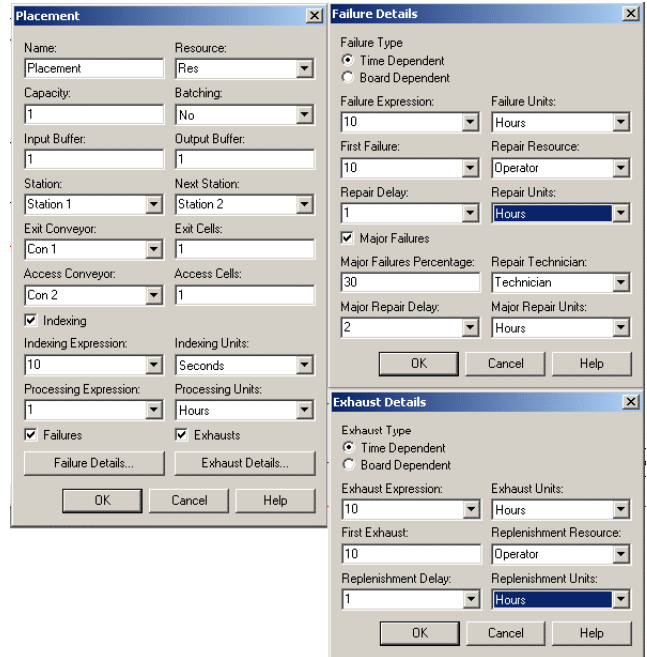 Placement
Name: Resource:
Placement Res
Capacity: Batching:
1 No
Input Buffer: Output Buffer:
1 1
Station: Next Station:
Station 1 Station 2
Exit Conveyor: Exit Cells:
Con 1 1
Access Conveyor: Access Cells:
Con 2 1
Indexing
Indexing Expression: Indexing Units:
10 Seconds
Processing Expression: Processing Units:
1 Hours
Failures Exhausts
Failure Details... Exhaust Details...
OK Cancel Help
Failure Details
Failure Type
Time Dependent
Board Dependent
Failure Expression: Failure Units:
10 Hours
First Failure: Repair Resource:
10 Operator
Repair Delay: Repair Units:
1 Hours
Major Failures
Major Failures Percentage: Repair Technician:
30 Technician
Major Repair Delay: Major Repair Units:
2 Hours
OK Cancel Help
Exhaust Details
Exhaust Type
Time Dependent
Board Dependent
Exhaust Expression: Exhaust Units:
10 Hours
First Exhaust: Replenishment Resource:
10 Operator
Replenishment Delay: Replenishment Units:
1 Hours
OK Cancel Help